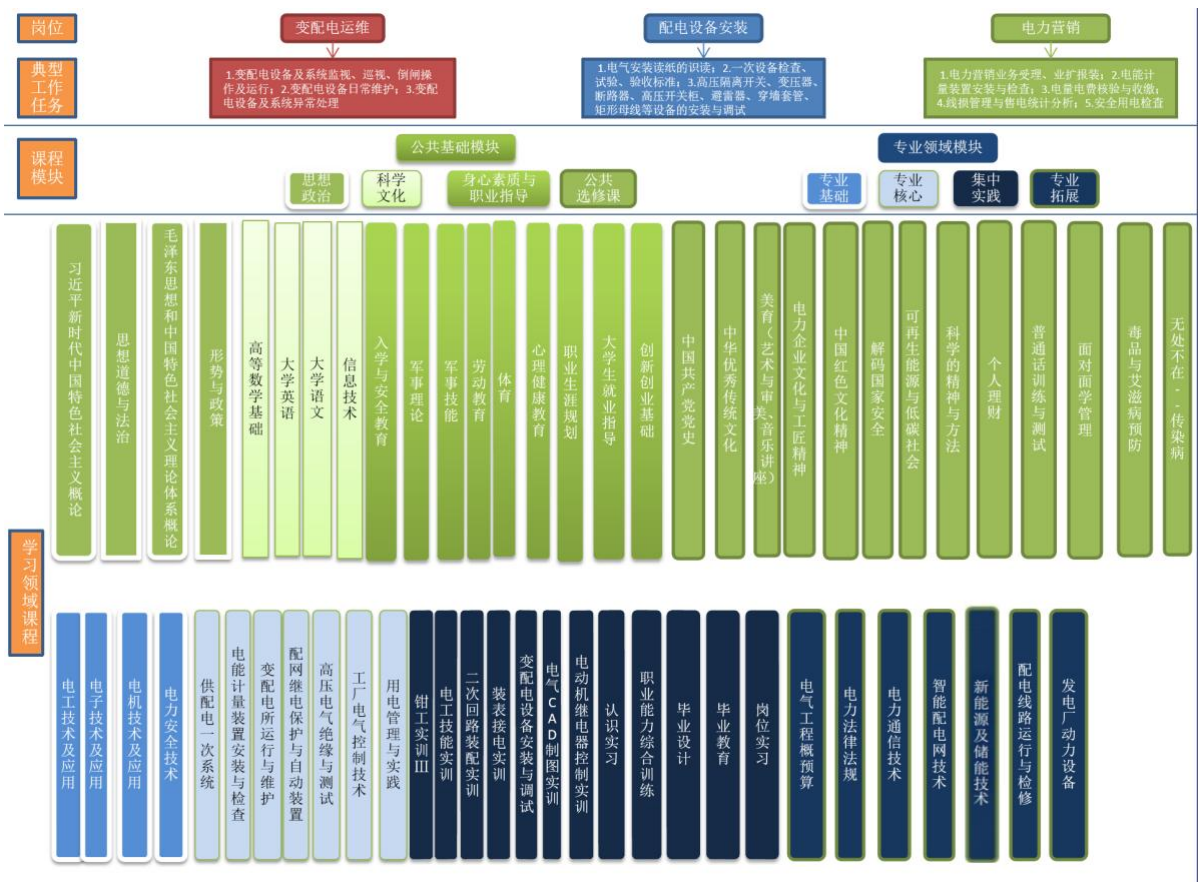 岗位
变配电运维
配电设备安装
电力营销
典型
工作
任务
1.变配电设备及系统监视、巡视、倒闸操
作及运行；2.变配电设备日常维护；3.变配
电设备及系统异常处理
1.电气安装读纸的识读；2.一次设备检查、
试验、验收标准；3.高压隔离开关、变压器、
断路器、高压开关柜、避雷器、穿墙套管、
矩形母线等设备的安装与调试
1.电力营销业务受理、业扩报装；2.电能计
量装置安装与检查；3.电量电费核验与收缴；
4.线损管理与售电统计分析；5.安全用电检查
课程
模块
公共基础模块
专业领域模块
思想
政治
科学
文化
身心素质与
职业指导
公共
选修课
专业
基础
专业
核心
集中
实践
专业
拓展
学习领域课程
习近平新时代中国特色社会主义概论
思想道德与法治
毛泽东思想和中国特色社会主义理论体系概论
形势与政策
高等数学基础
大学英语
大学语文
信息技术
入学与安全教育
军事理论
军事技能
劳动教育
体育
心理健康教育
职业生涯规划
大学生就业指导
创新创业基础
中国共产党党史
中华优秀传统文化
美育（艺术与审美、音乐讲座）
电力企业文化与工匠精神
中国红色文化精神
解码国家安全
可再生能源与低碳社会
科学的精神与方法
个人理财
普通话训练与测试
面对面学管理
毒品与艾滋病预防
无处不在--传染病
电工技术及应用
电子技术及应用
电机技术及应用
电力安全技术
供配电一次系统
电能计量装置安装与检查
变配电所运行与维护
配网继电保护与自动装置
高压电气绝缘与测试
工厂电气控制技术
用电管理与实践
钳工实训Ⅲ
电工技能实训
二次回路装配实训
装表接电实训
变配电设备安装与调试
电气CAD制图实训
电动机继电器控制实训
认识实习
职业能力综合训练
毕业设计
毕业教育
岗位实习
电气工程概预算
电力法律法规
电力通信技术
智能配电网技术
新能源及储能技术
配电线路运行与检修
发电厂动力设备